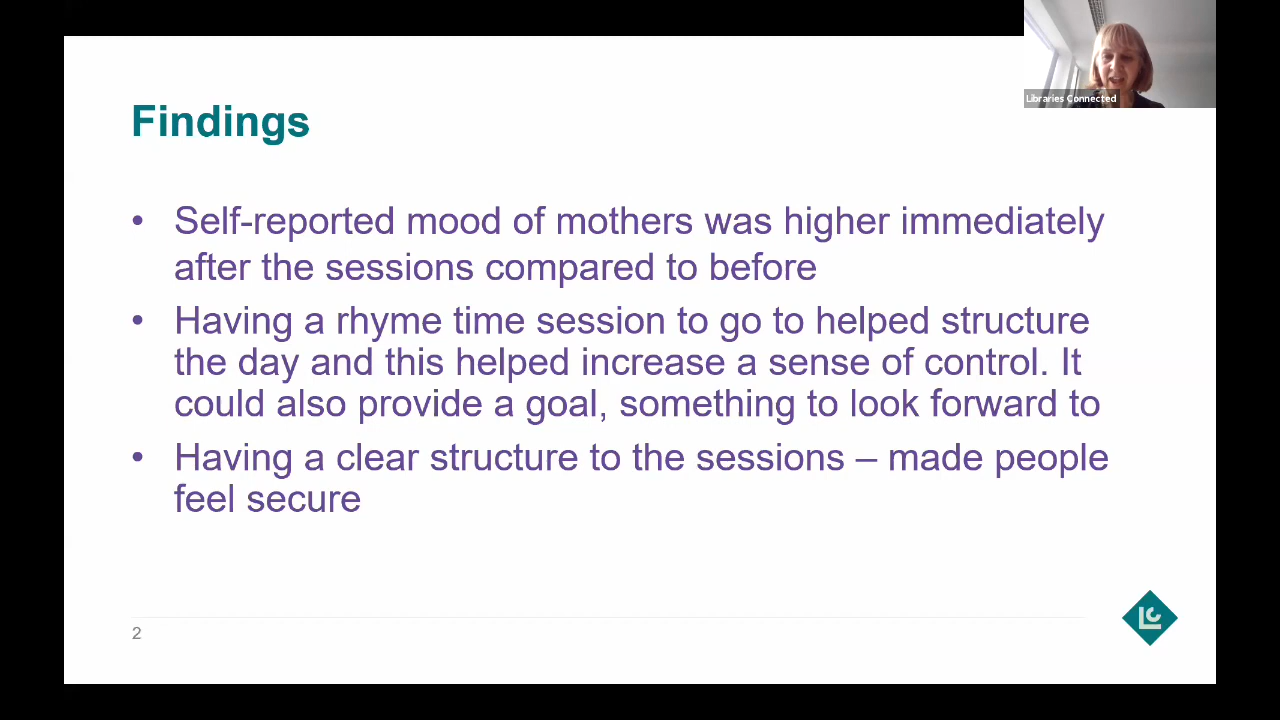 Libraries Connected
Findings
• Self-reported mood of mothers was higher immediately
after the sessions compared to before
• Having a rhyme time session to go to helped structure
the day and this helped increase a sense of control. It
could also provide a goal, something to look forward to
• Having a clear structure to the sessions – made people
feel secure
2
LC